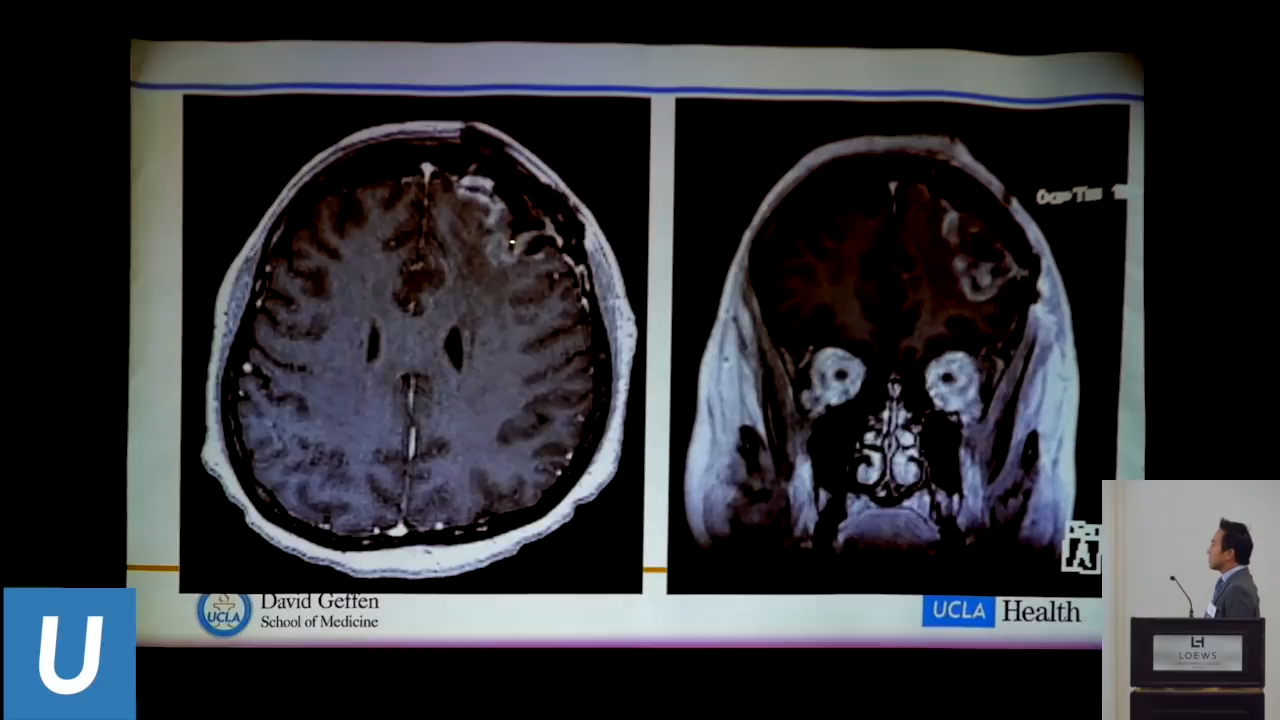 David Geffen
School of Medicine
UCLA
UCLA Health
U
LOEWS